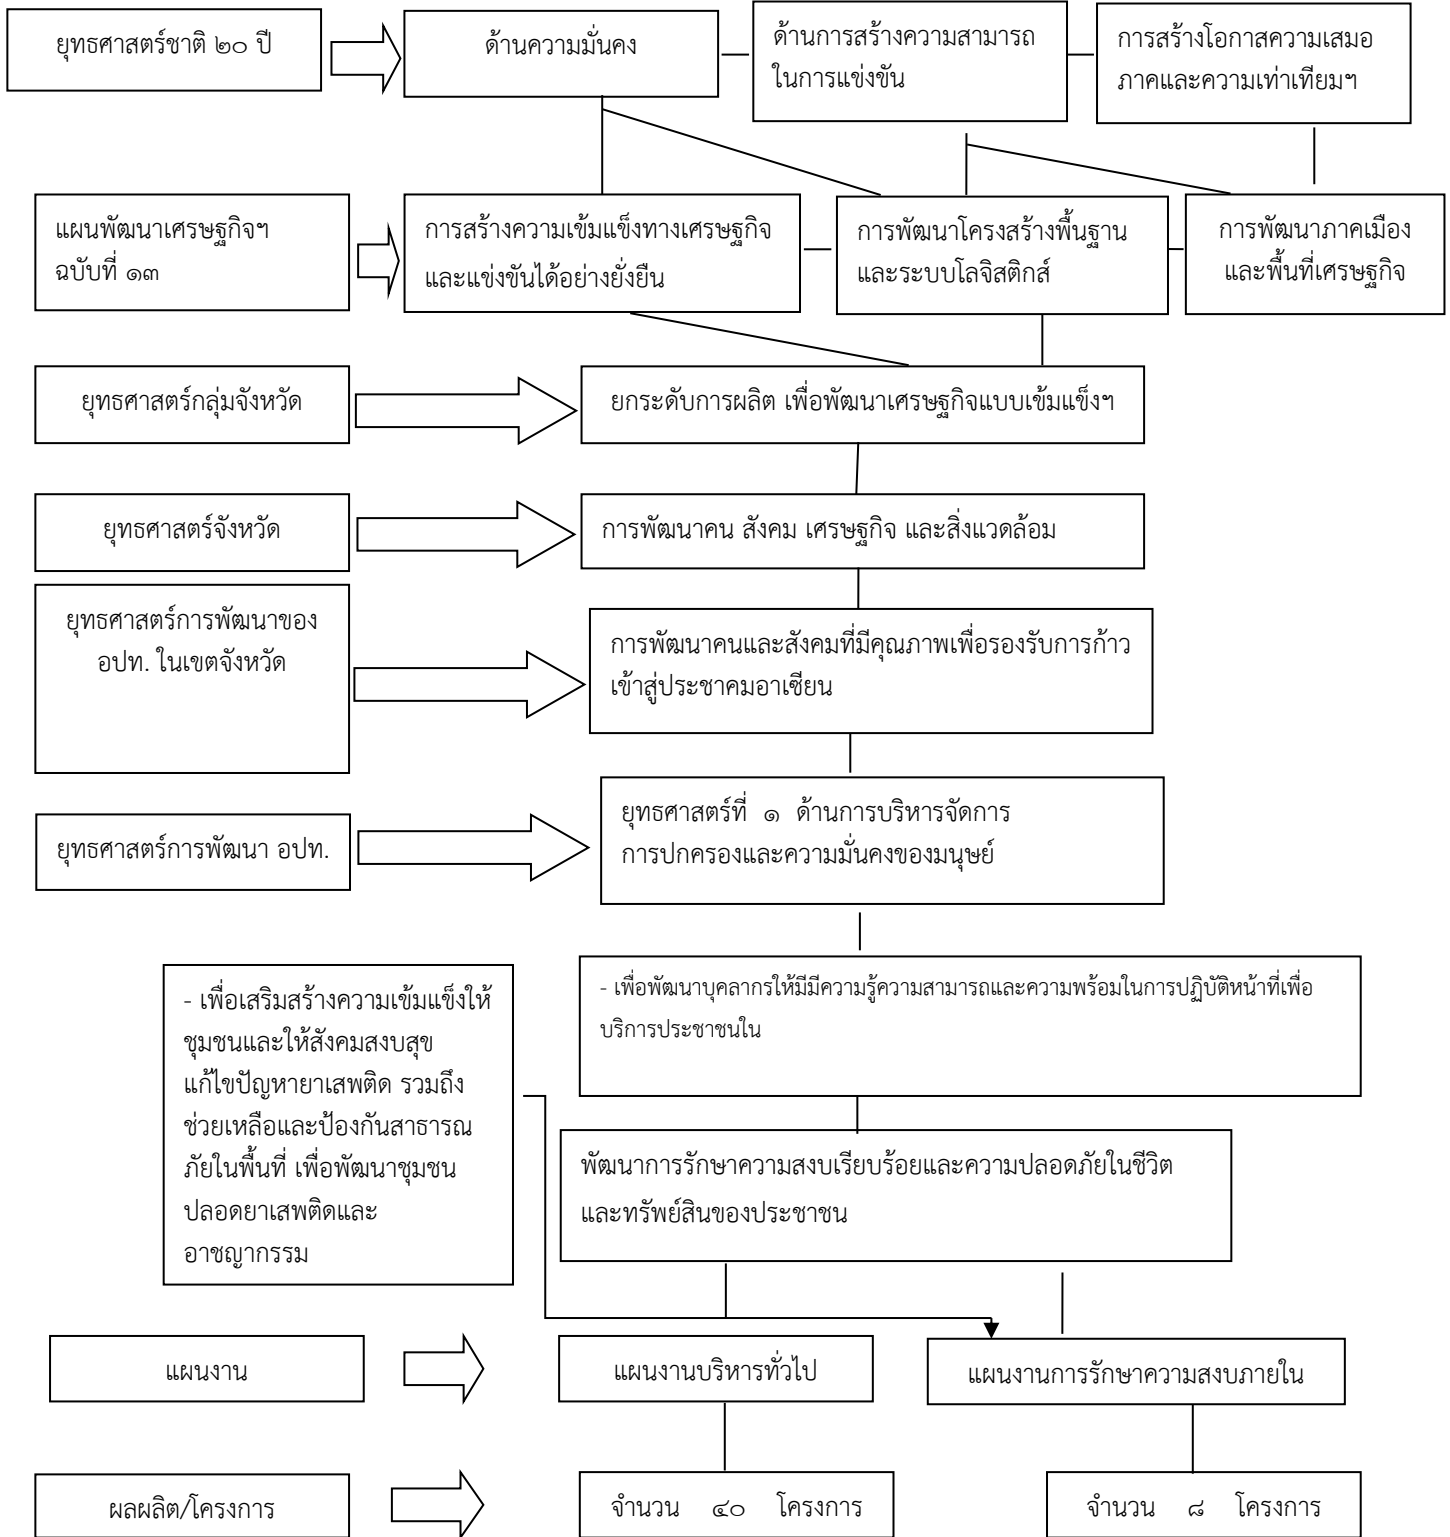 ยุทธศาสตร์ชาติ ๒๐ ปี
ด้านความมั่นคง
ด้านการสร้างความสามารถ
ในการแข่งขัน
การสร้างโอกาสความเสมอ
ภาคและความเท่าเทียมฯ
แผนพัฒนาเศรษฐกิจฯ
ฉบับที่ ๑๓
การสร้างความเข้มแข็งทางเศรษฐกิจ
และแข่งขันได้อย่างยั่งยืน
การพัฒนาโครงสร้างพื้นฐาน
และระบบโลจิสติกส์
การพัฒนาภาคเมือง
และพื้นที่เศรษฐกิจ
ยุทธศาสตร์กลุ่มจังหวัด
ยกระดับการผลิต เพื่อพัฒนาเศรษฐกิจแบบเข้มแข็งฯ
ยุทธศาสตร์จังหวัด
การพัฒนาคน สังคม เศรษฐกิจ และสิ่งแวดล้อม
ยุทธศาสตร์การพัฒนาของ
อปท. ในเขตจังหวัด
การพัฒนาคนและสังคมที่มีคุณภาพเพื่อรองรับการก้าว
เข้าสู่ประชาคมอาเซียน
ยุทธศาสตร์การพัฒนา อปท.
ยุทธศาสตร์ที่ ๑ ด้านการบริหารจัดการ
การปกครองและความมั่นคงของมนุษย์
- เพื่อเสริมสร้างความเข้มแข็งให้
ชุมชนและให้สังคมสงบสุข
แก้ไขปัญหายาเสพติด รวมถึง
ช่วยเหลือและป้องกันสาธารณ
ภัยในพื้นที่ เพื่อพัฒนาชุมชน
ปลอดยาเสพติดและ
อาชญากรรม
- เพื่อพัฒนาบุคลากรให้มีมีความรู้ความสามารถและความพร้อมในการปฏิบัติหน้าที่เพื่อ
บริการประชาชนใน
พัฒนาการรักษาความสงบเรียบร้อยและความปลอดภัยในชีวิต
และทรัพย์สินของประชาชน
แผนงาน
แผนงานบริหารทั่วไป
แผนงานการรักษาความสงบภายใน
ผลผลิต/โครงการ
จำนวน ๔๐ โครงการ
จำนวน ๘ โครงการ